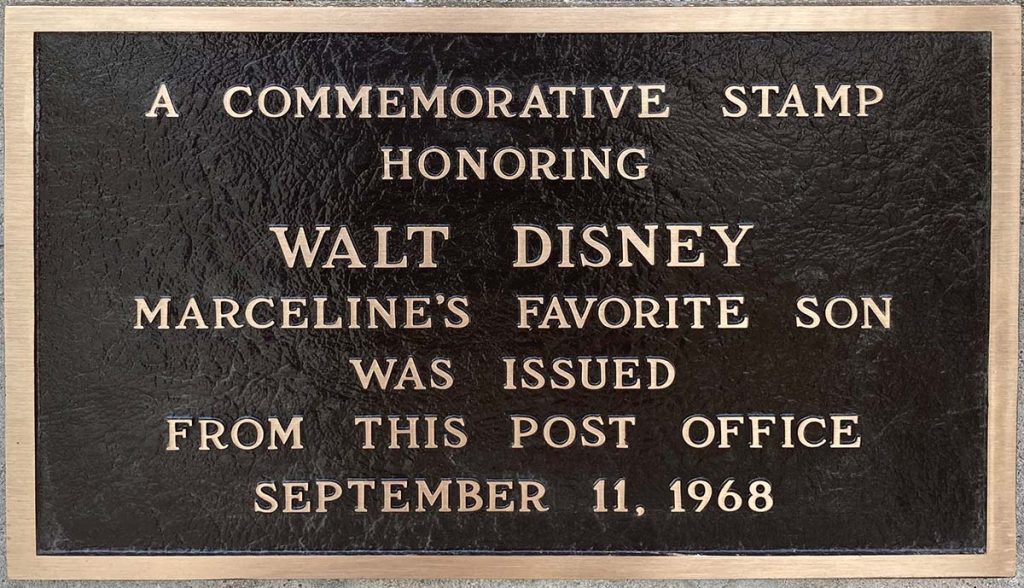 A COMMEMORATIVE STAMP
HONORING
WALT DISNEY
MARCELINE'S FAVORITE SON
WAS ISSUED
FROM THIS POST OFFICE
SEPTEMBER 11, 1968